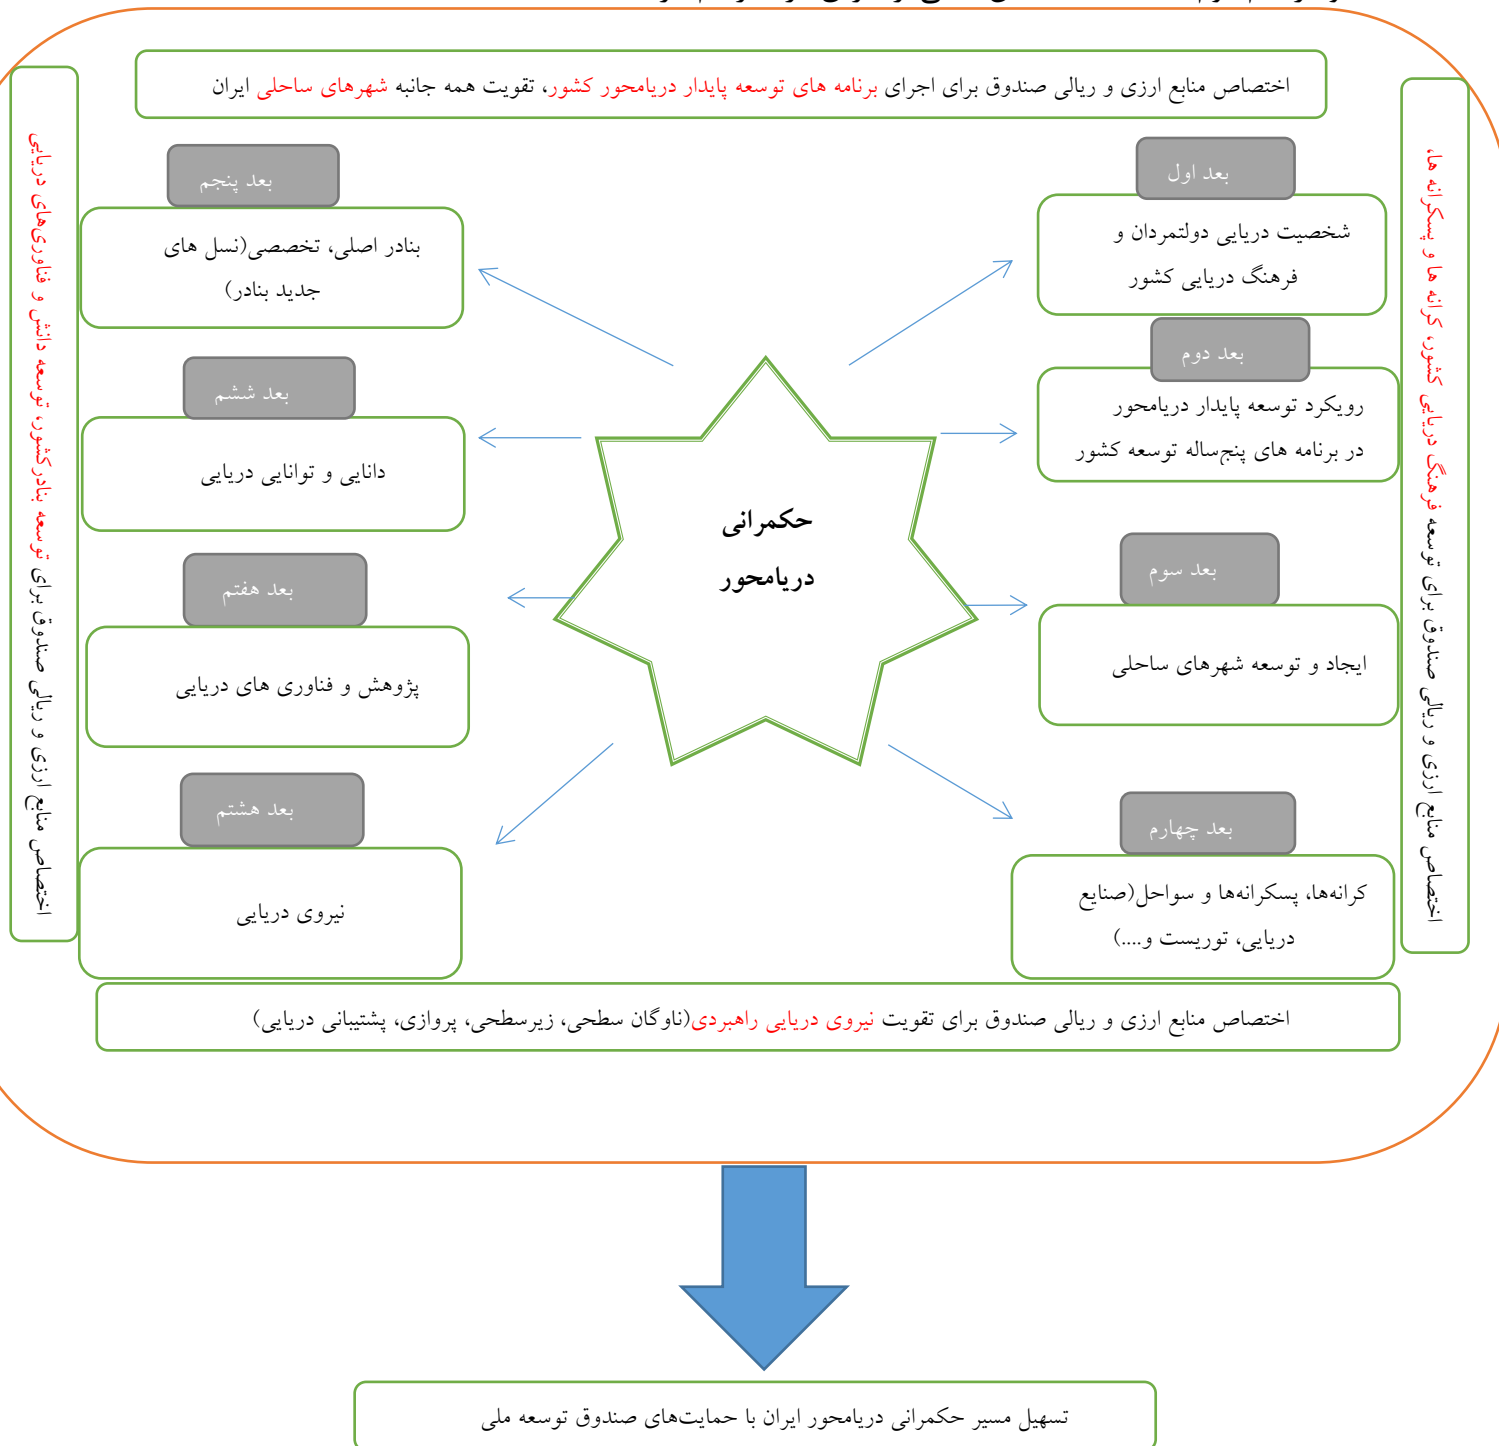 اختصاص منابع ارزی و ریالی صندوق برای اجرای برنامه های توسعه پایدار دریامحور کشور، تقویت همه جانبه شهرهای ساحلی ایران
اختصاص منابع ارزی و ریالی صندوق برای توسعه فرهنگ دریایی کشور، کرانه ها و پسکرانه ها،
بعد اول
شخصیت دریایی دولتمردان و
فرهنگ دریایی کشور
بعد دوم
رویکرد توسعه پایدار دریامحور
در برنامه های پنج‌ساله توسعه کشور
بعد سوم
ایجاد و توسعه شهرهای ساحلی
بعد چهارم
کرانه‌ها، پسکرانه‌ها و سواحل(صنایع
دریایی، توریست و....)
حکمرانی
دریامحور
بعد پنجم
بنادر اصلی، تخصصی(نسل های
جدید بنادر)
بعد ششم
دانایی و توانایی دریایی
بعد هفتم
پژوهش و فناوری های دریایی
بعد هشتم
نیروی دریایی
اختصاص منابع ارزی و ریالی صندوق برای توسعه بنادرکشور، توسعه دانش و فناوری‌های دریایی
اختصاص منابع ارزی و ریالی صندوق برای تقویت نیروی دریایی راهبردی(ناوگان سطحی، زیرسطحی، پروازی، پشتیبانی دریایی)
تسهیل مسیر حکمرانی دریامحور ایران با حمایت‌های صندوق توسعه ملی